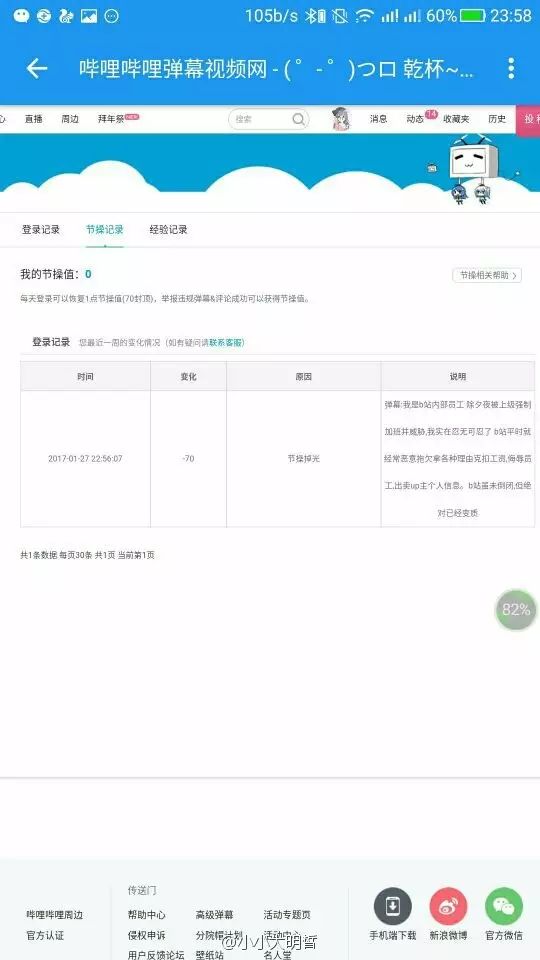 105b/s 60% 23:58
哔哩哔哩弹幕视频网 - ( ゜- ゜)つロ 乾杯~...
心 直播 周边 拜年祭 NEW 搜索 消息 动态 14 收藏夹 历史 投稿
登录记录 节操记录 经验记录
我的节操值：0 节操相关帮助 >
每天登录可以恢复1点节操值(70封顶)，举报违规弹幕&评论成功可以获得节操值。
登录记录 您最近一周的变化情况（如有疑问请联系客服）
时间 变化 原因 说明
2017-01-27 22:56:07 -70 节操掉光
弹幕:我是b站内部员工 除夕夜被上级强制
加班并威胁,我实在忍无可忍了 b站平时就
经常恶意拖欠拿各种理由克扣工资,侮辱员
工,出卖up主个人信息。b站虽未倒闭,但绝
对已经变质
共1条数据 每页30条 共1页 当前第1页
82%
传送门
哔哩哔哩周边 帮助中心 高级弹幕 活动专题页
官方认证 侵权申诉 分院帽计划 活动中心
用户反馈论坛 壁纸站 名人堂
手机端下载 新浪微博 官方微信